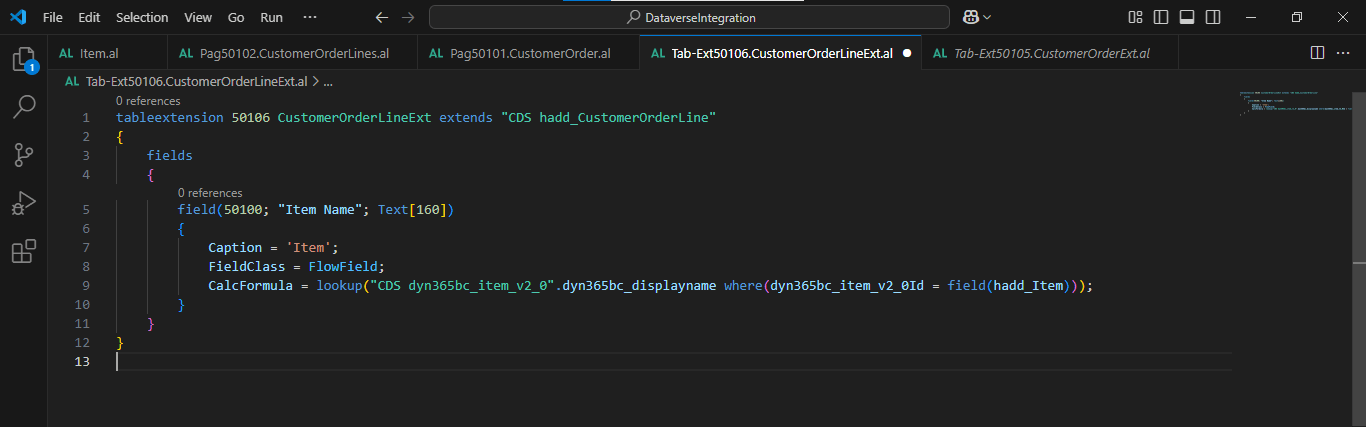 File Edit Selection View Go Run ··· DataverseIntegration
AL Item.al AL Pag50102.CustomerOrderLines.al AL Pag50101.CustomerOrder.al AL Tab-Ext50106.CustomerOrderLineExt.al AL Tab-Ext50105.CustomerOrderExt.al ···
1
AL Tab-Ext50106.CustomerOrderLineExt.al > ...
0 references
1 tableextension 50106 CustomerOrderLineExt extends "CDS hadd_CustomerOrderLine"
2 {
3 fields
4 {
0 references
5 field(50100; "Item Name"; Text[160])
6 {
7 Caption = 'Item';
8 FieldClass = FlowField;
9 CalcFormula = lookup("CDS dyn365bc_item_v2_0".dyn365bc_displayname where(dyn365bc_item_v2_0Id = field(hadd_Item)));
10 }
11 }
12 }
13